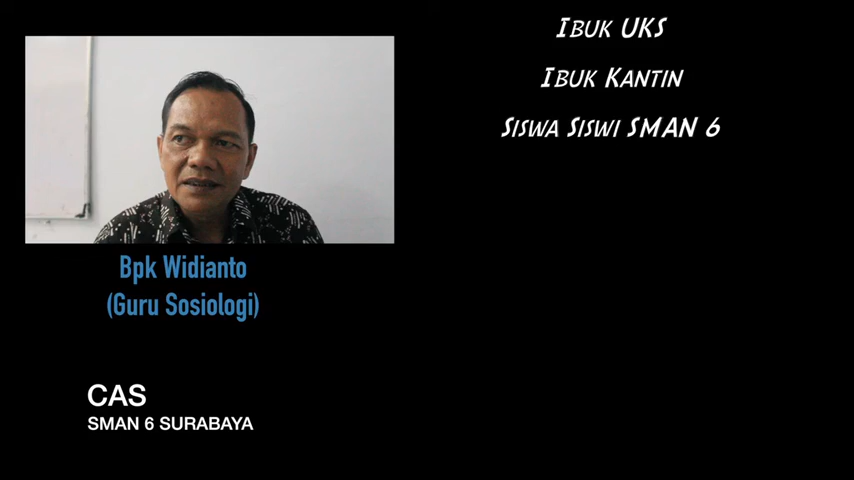 Ibuk UKS
Ibuk Kantin
Siswa Siswi SMAN 6
Bpk Widianto
(Guru Sosiologi)
CAS
SMAN 6 SURABAYA